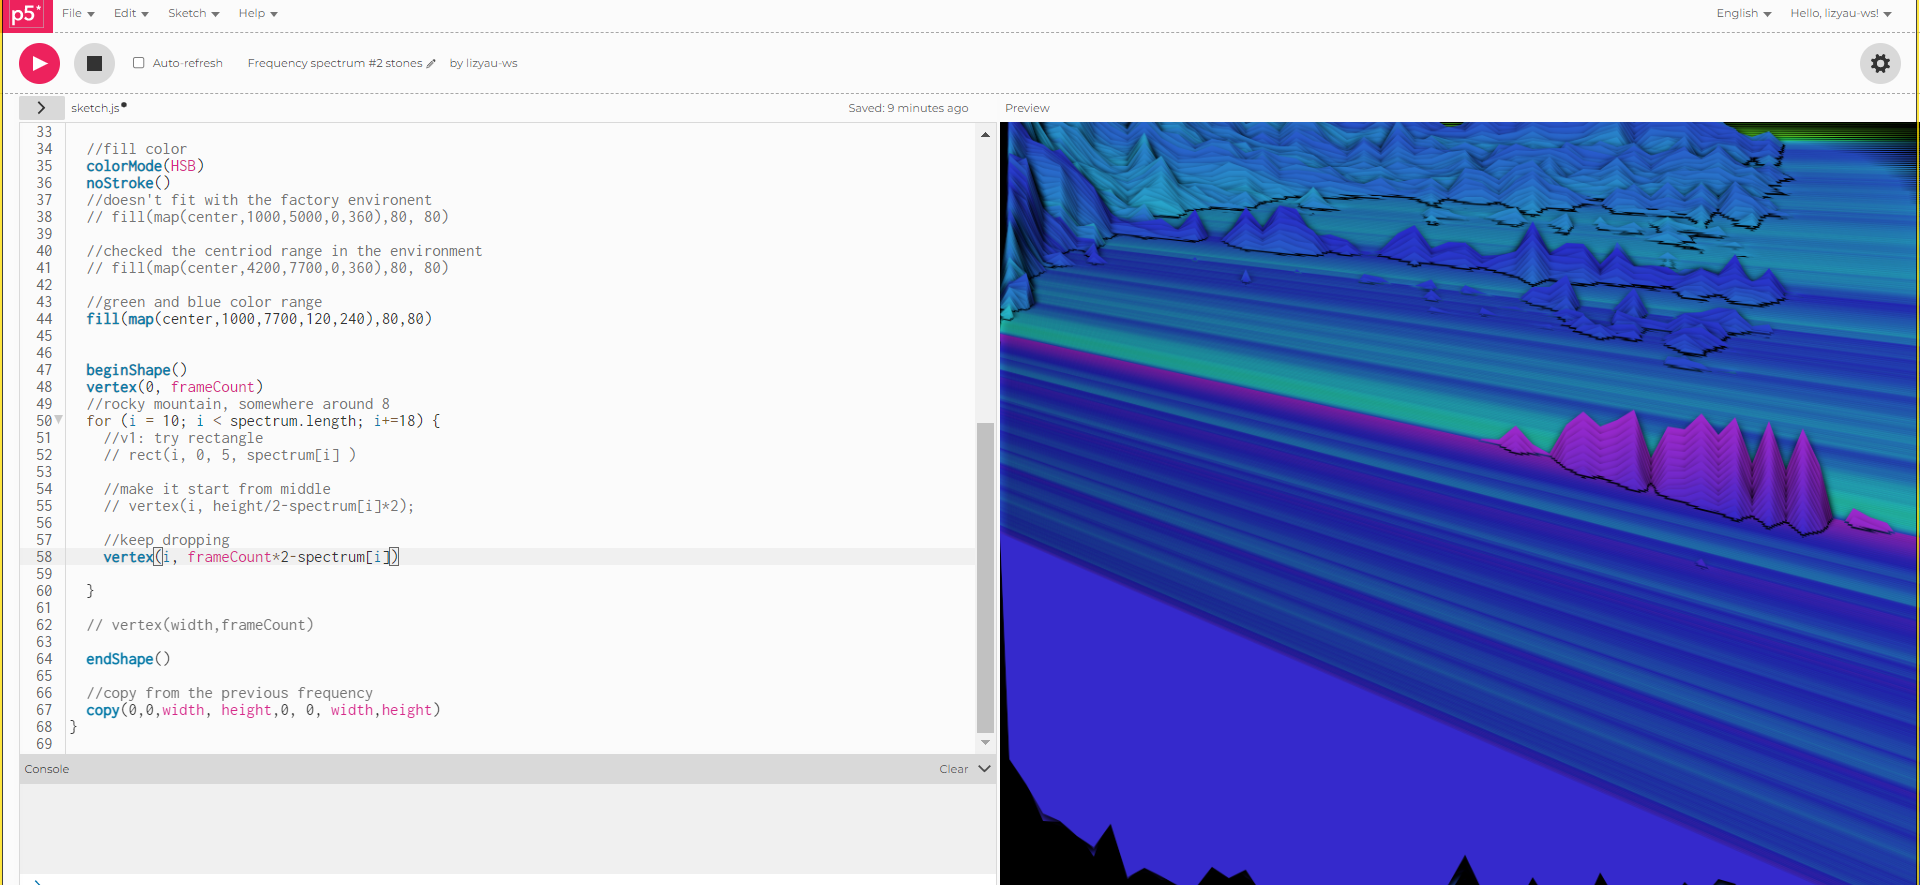 p5* File Edit Sketch Help English Hello, lizyau-ws!
Auto-refresh Frequency spectrum #2 stones by lizyau-ws
> sketch.js● Saved: 9 minutes ago Preview
33
34 //fill color
35 colorMode(HSB)
36 noStroke()
37 //doesn't fit with the factory environent
38 // fill(map(center,1000,5000,0,360),80, 80)
39
40 //checked the centriod range in the environment
41 // fill(map(center,4200,7700,0,360),80, 80)
42
43 //green and blue color range
44 fill(map(center,1000,7700,120,240),80,80)
45
46
47 beginShape()
48 vertex(0, frameCount)
49 //rocky mountain, somewhere around 8
50 for (i = 10; i < spectrum.length; i+=18) {
51 //v1: try rectangle
52 // rect(i, 0, 5, spectrum[i] )
53
54 //make it start from middle
55 // vertex(i, height/2-spectrum[i]*2);
56
57 //keep dropping
58 vertex(i, frameCount*2-spectrum[i])
59
60 }
61
62 // vertex(width,frameCount)
63
64 endShape()
65
66 //copy from the previous frequency
67 copy(0,0,width, height,0, 0, width,height)
68 }
69
Console Clear